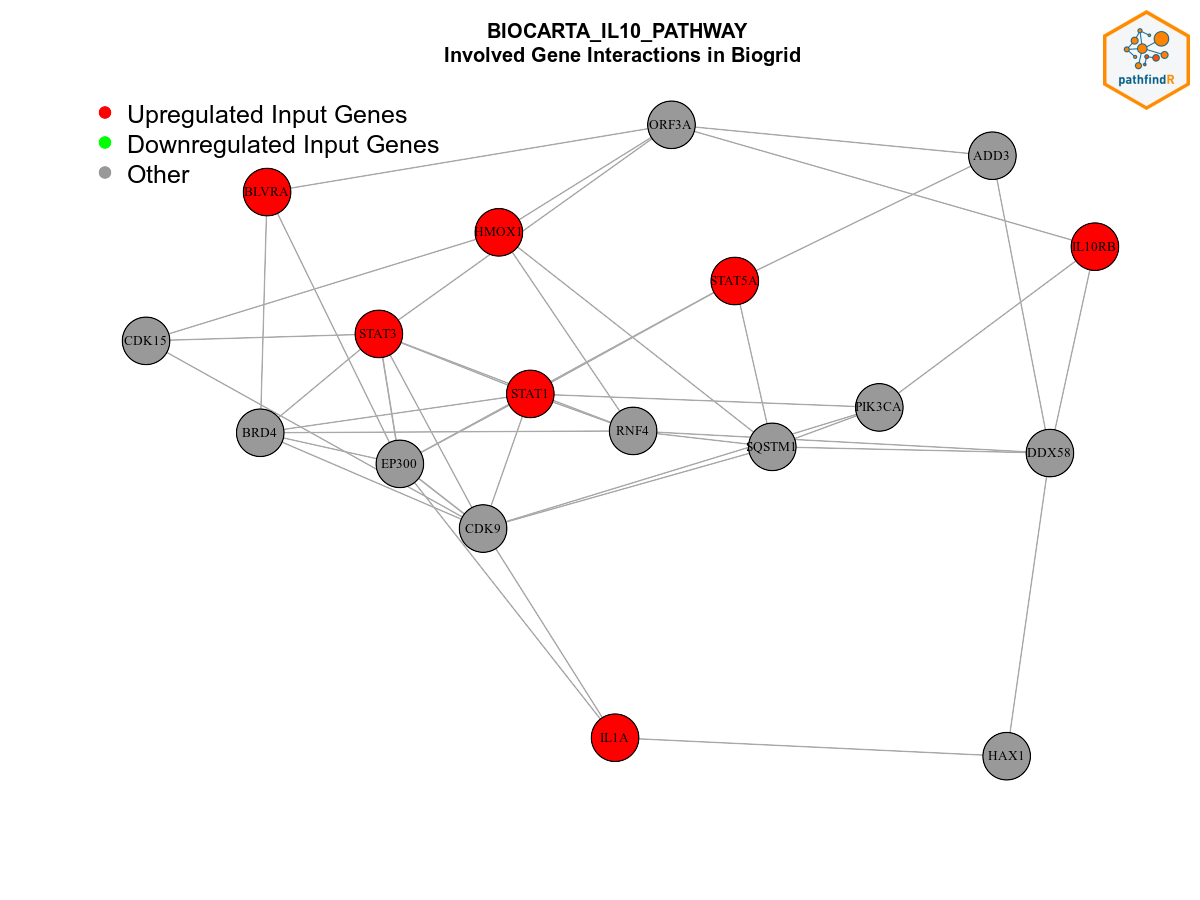 BIOCARTA_IL10_PATHWAY
Involved Gene Interactions in Biogrid
pathfindR
Upregulated Input Genes
Downregulated Input Genes
Other
ORF3A
ADD3
BLVRA
HMOX1
IL10RB
STAT5A
CDK15
STAT3
STAT1
PIK3CA
BRD4
RNF4
SQSTM1
DDX58
EP300
CDK9
IL1A
HAX1